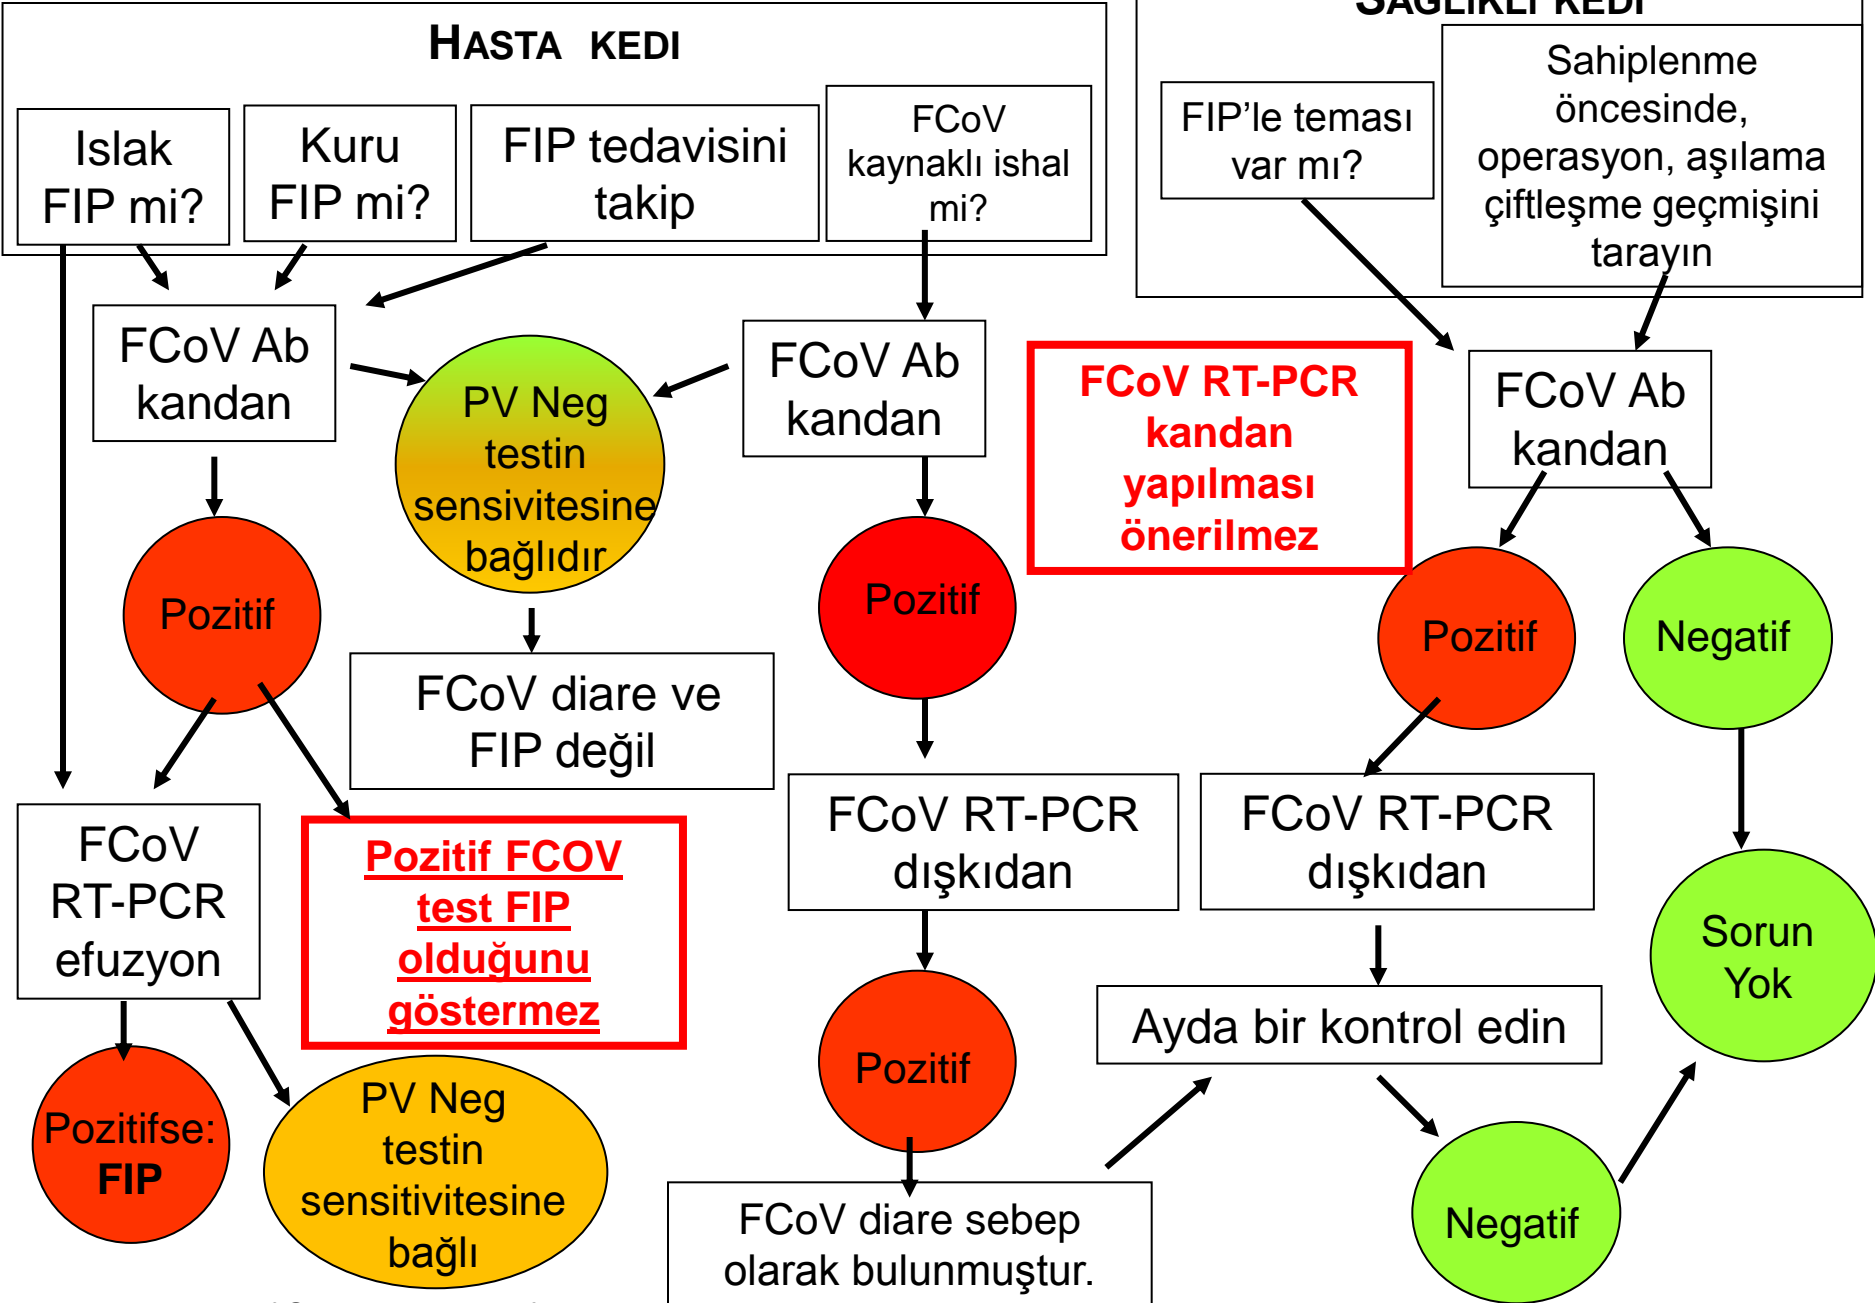 HASTA KEDI
Islak
FIP mi?
Kuru
FIP mi?
FIP tedavisini
takip
FCoV
kaynaklı ishal
mi?
SAĞLIKLI KEDI
FIP’le teması
var mı?
Sahiplenme
öncesinde,
operasyon, aşılama
çiftleşme geçmişini
tarayın
FCoV Ab
kandan
PV Neg
testin
sensivitesine
bağlıdır
FCoV Ab
kandan
FCoV RT-PCR
kandan
yapılması
önerilmez
FCoV Ab
kandan
Pozitif
Pozitif
Pozitif
Negatif
FCoV diare ve
FIP değil
FCoV
RT-PCR
efuzyon
Pozitif FCOV
test FIP
olduğunu
göstermez
FCoV RT-PCR
dışkıdan
FCoV RT-PCR
dışkıdan
Sorun
Yok
Ayda bir kontrol edin
Pozitif
Pozitifse:
FIP
PV Neg
testin
sensitivitesine
bağlı
FCoV diare sebep
olarak bulunmuştur.
Negatif